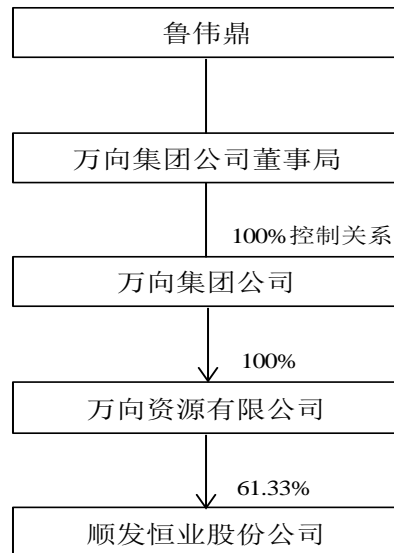 鲁伟鼎
万向集团公司董事局
100%控制关系
万向集团公司
100%
万向资源有限公司
61.33%
顺发恒业股份公司